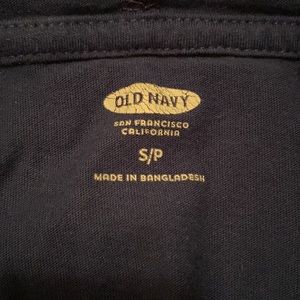 OLD NAVY
SAN FRANCISCO
CALIFORNIA
S/P
MADE IN BANGLADESH